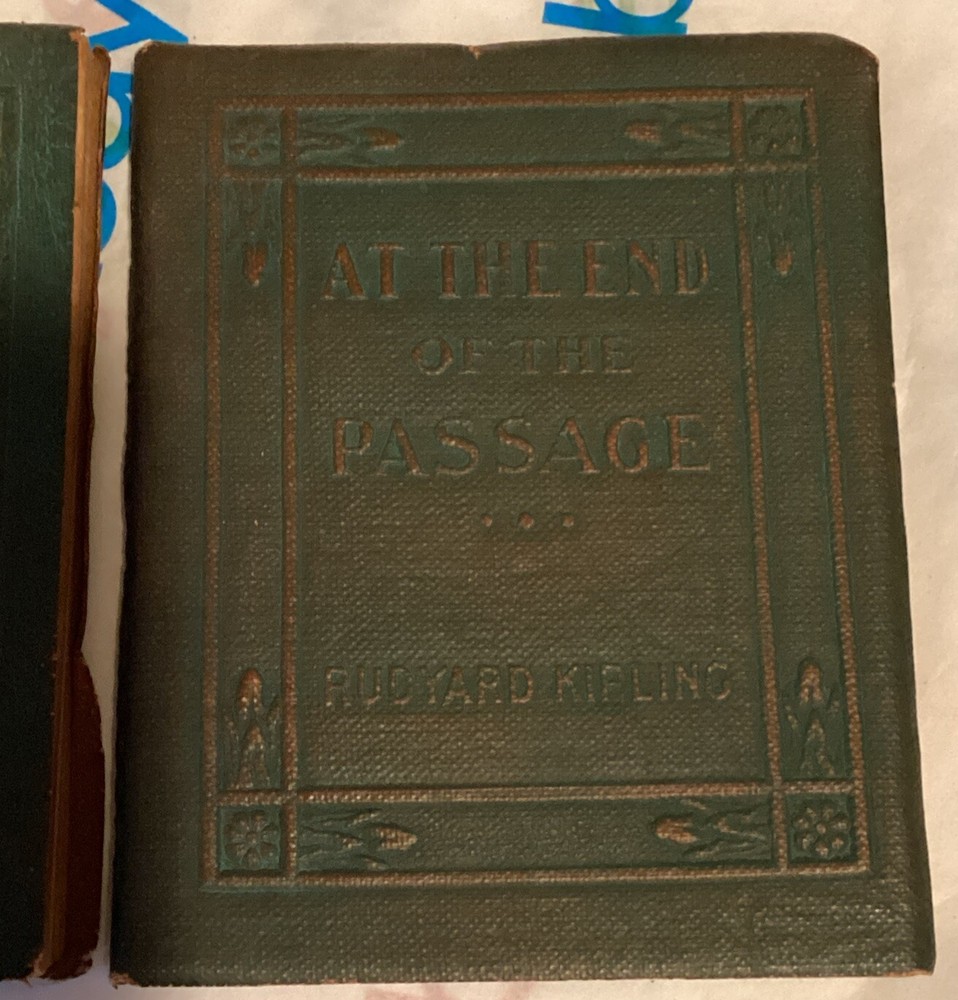 AT THE END
OF THE
PASSAGE
RUDYARD KIPLING